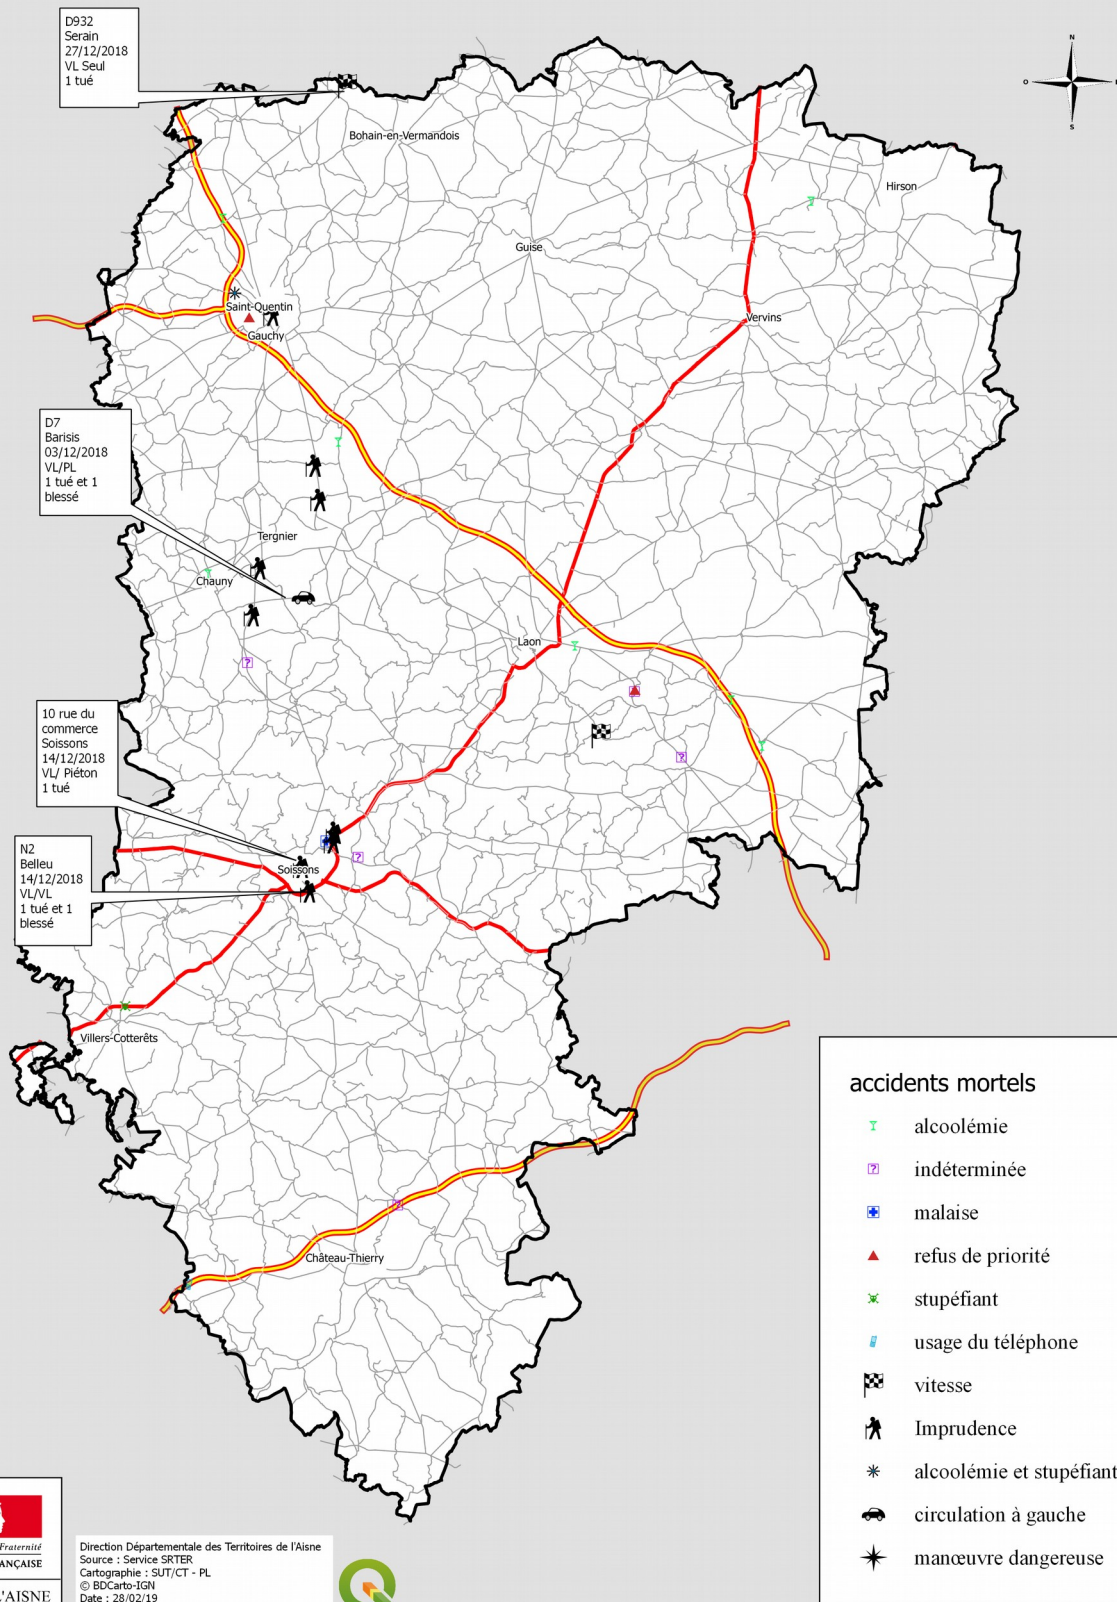 D932
Serain
27/12/2018
VL Seul
1 tué
N
O
S
Bohain-en-Vermandois
Hirson
Guise
Saint-Quentin
Gauchy
Vervins
D7
Barisis
03/12/2018
VL/PL
1 tué et 1
blessé
Tergnier
Chauny
Laon
10 rue du
commerce
Soissons
14/12/2018
VL/ Piéton
1 tué
N2
Belleu
14/12/2018
VL/VL
1 tué et 1
blessé
Soissons
Villers-Cotterêts
Château-Thierry
accidents mortels
alcoolémie
? indéterminée
malaise
refus de priorité
stupéfiant
usage du téléphone
vitesse
Imprudence
alcoolémie et stupéfiant
circulation à gauche
manœuvre dangereuse
Fraternité
ANÇAISE
L'AISNE
Direction Départementale des Territoires de l'Aisne
Source : Service SRTER
Cartographie : SUT/CT - PL
© BDCarto-IGN
Date : 28/02/19